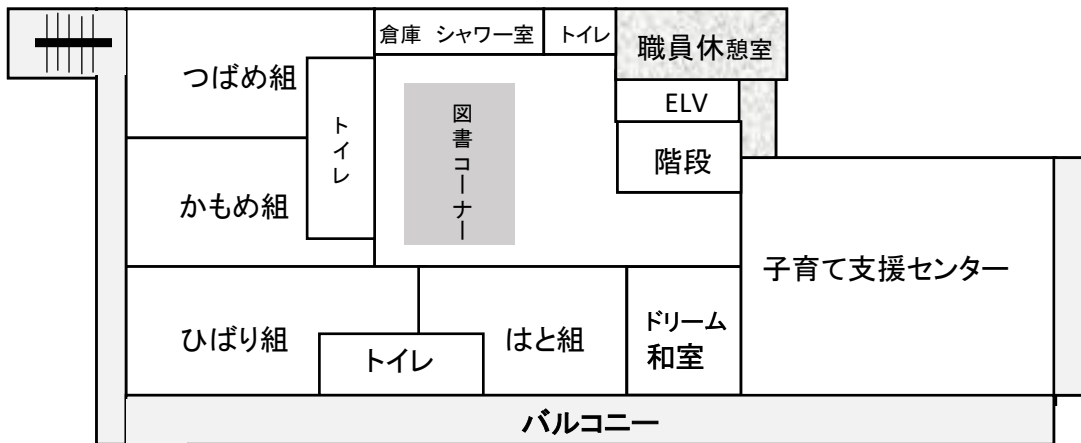 倉庫 シャワー室
トイレ
職員休憩室
つばめ組
ELV
トイレ
図書コーナー
階段
かもめ組
子育て支援センター
ひばり組
トイレ
はと組
ドリーム
和室
バルコニー